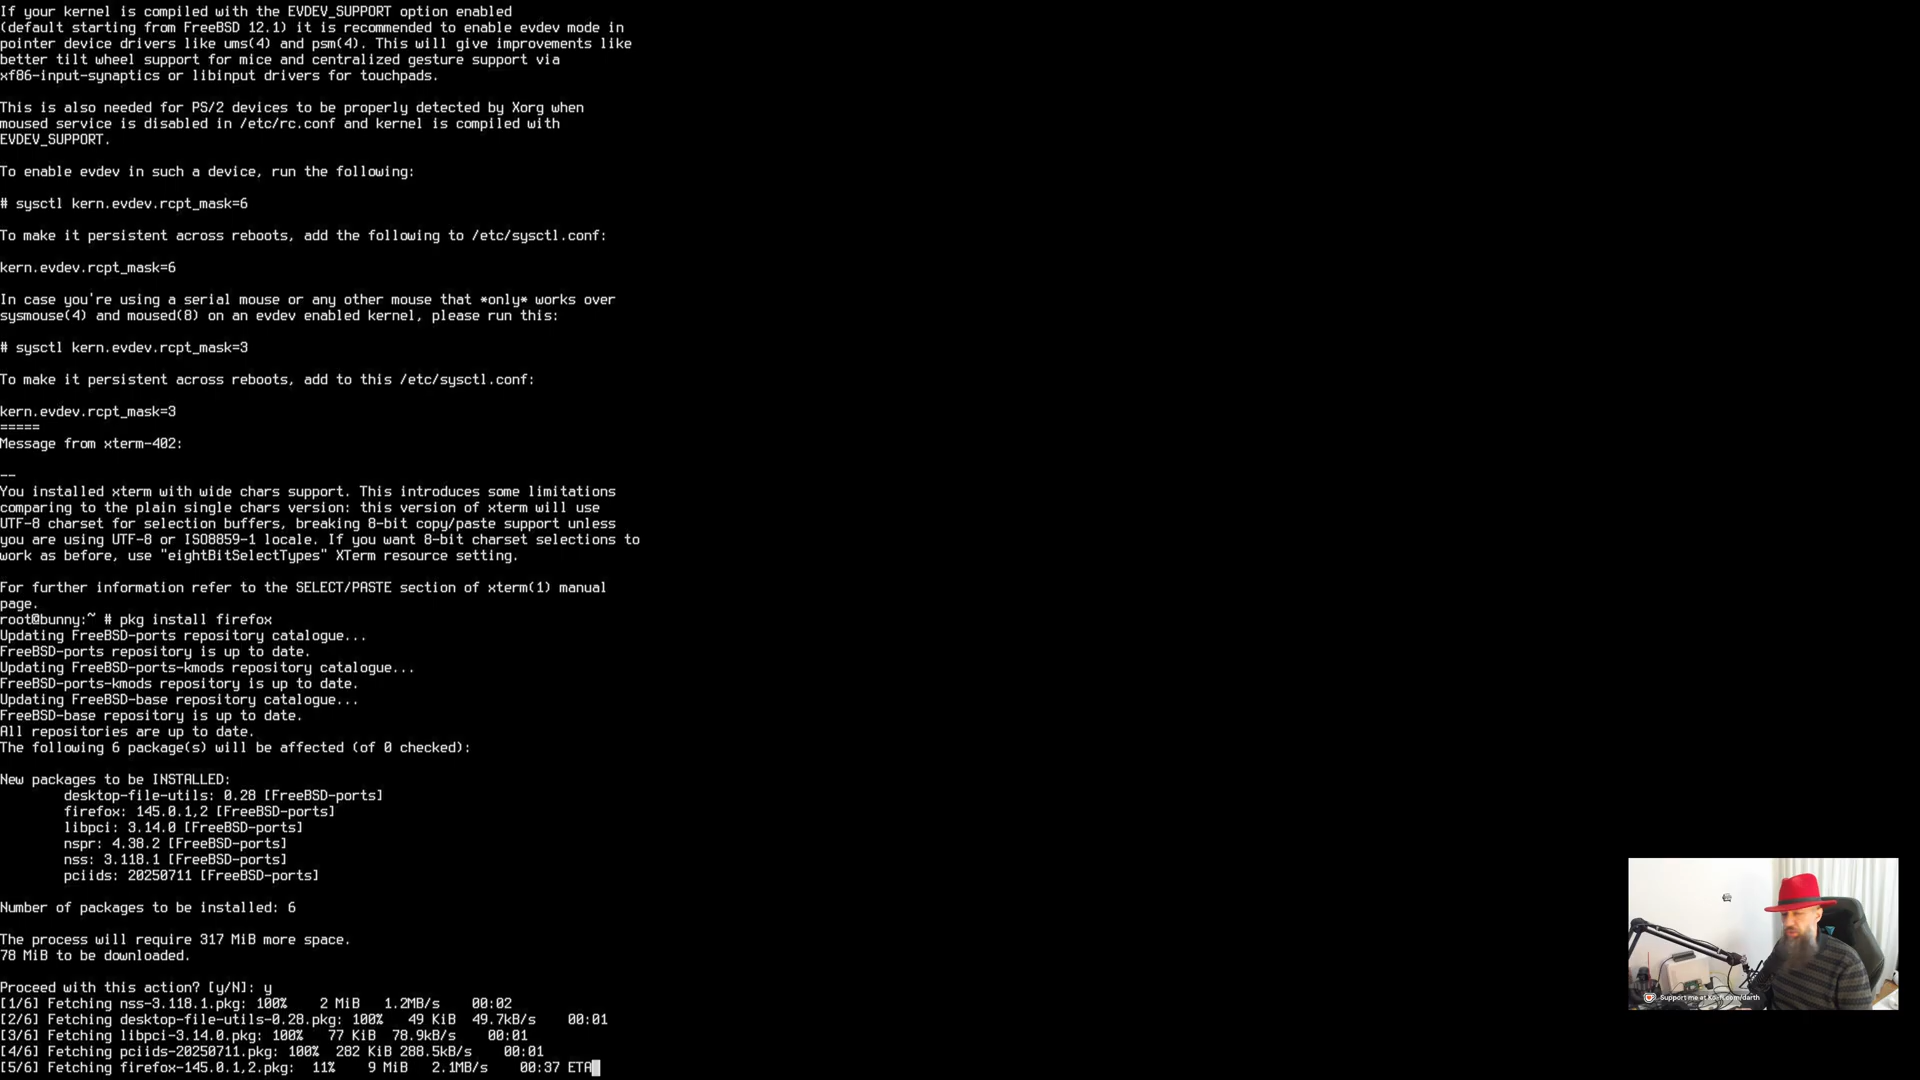 If your kernel is compiled with the EVDEV_SUPPORT option enabled
(default starting from FreeBSD 12.1) it is recommended to enable evdev mode in
pointer device drivers like ums(4) and psm(4). This will give improvements like
better tilt wheel support for mice and centralized gesture support via
xf86-input-synaptics or libinput drivers for touchpads.
This is also needed for PS/2 devices to be properly detected by Xorg when
moused service is disabled in /etc/rc.conf and kernel is compiled with
EVDEV_SUPPORT.
To enable evdev in such a device, run the following:
# sysctl kern.evdev.rcpt_mask=6
To make it persistent across reboots, add the following to /etc/sysctl.conf:
kern.evdev.rcpt_mask=6
In case you're using a serial mouse or any other mouse that *only* works over
sysmouse(4) and moused(8) on an evdev enabled kernel, please run this:
# sysctl kern.evdev.rcpt_mask=3
To make it persistent across reboots, add to this /etc/sysctl.conf:
kern.evdev.rcpt_mask=3
=====
Message from xterm-402:
--
You installed xterm with wide chars support. This introduces some limitations
comparing to the plain single chars version: this version of xterm will use
UTF-8 charset for selection buffers, breaking 8-bit copy/paste support unless
you are using UTF-8 or ISO8859-1 locale. If you want 8-bit charset selections to
work as before, use "eightBitSelectTypes" XTerm resource setting.
For further information refer to the SELECT/PASTE section of xterm(1) manual
page.
root@bunny:~ # pkg install firefox
Updating FreeBSD-ports repository catalogue...
FreeBSD-ports repository is up to date.
Updating FreeBSD-ports-kmods repository catalogue...
FreeBSD-ports-kmods repository is up to date.
Updating FreeBSD-base repository catalogue...
FreeBSD-base repository is up to date.
All repositories are up to date.
The following 6 package(s) will be affected (of 0 checked):
New packages to be INSTALLED:
desktop-file-utils: 0.28 [FreeBSD-ports]
firefox: 145.0.1,2 [FreeBSD-ports]
libpci: 3.14.0 [FreeBSD-ports]
nspr: 4.38.2 [FreeBSD-ports]
nss: 3.118.1 [FreeBSD-ports]
pciids: 20250711 [FreeBSD-ports]
Number of packages to be installed: 6
The process will require 317 MiB more space.
78 MiB to be downloaded.
Proceed with this action? [y/N]: y
[1/6] Fetching nss-3.118.1.pkg: 100% 2 MiB 1.2MB/s 00:02
[2/6] Fetching desktop-file-utils-0.28.pkg: 100% 49 KiB 49.7kB/s 00:01
[3/6] Fetching libpci-3.14.0.pkg: 100% 77 KiB 78.9kB/s 00:01
[4/6] Fetching pciids-20250711.pkg: 100% 282 KiB 288.5kB/s 00:01
[5/6] Fetching firefox-145.0.1,2.pkg: 11% 9 MiB 2.1MB/s 00:37 ETA
Support me at